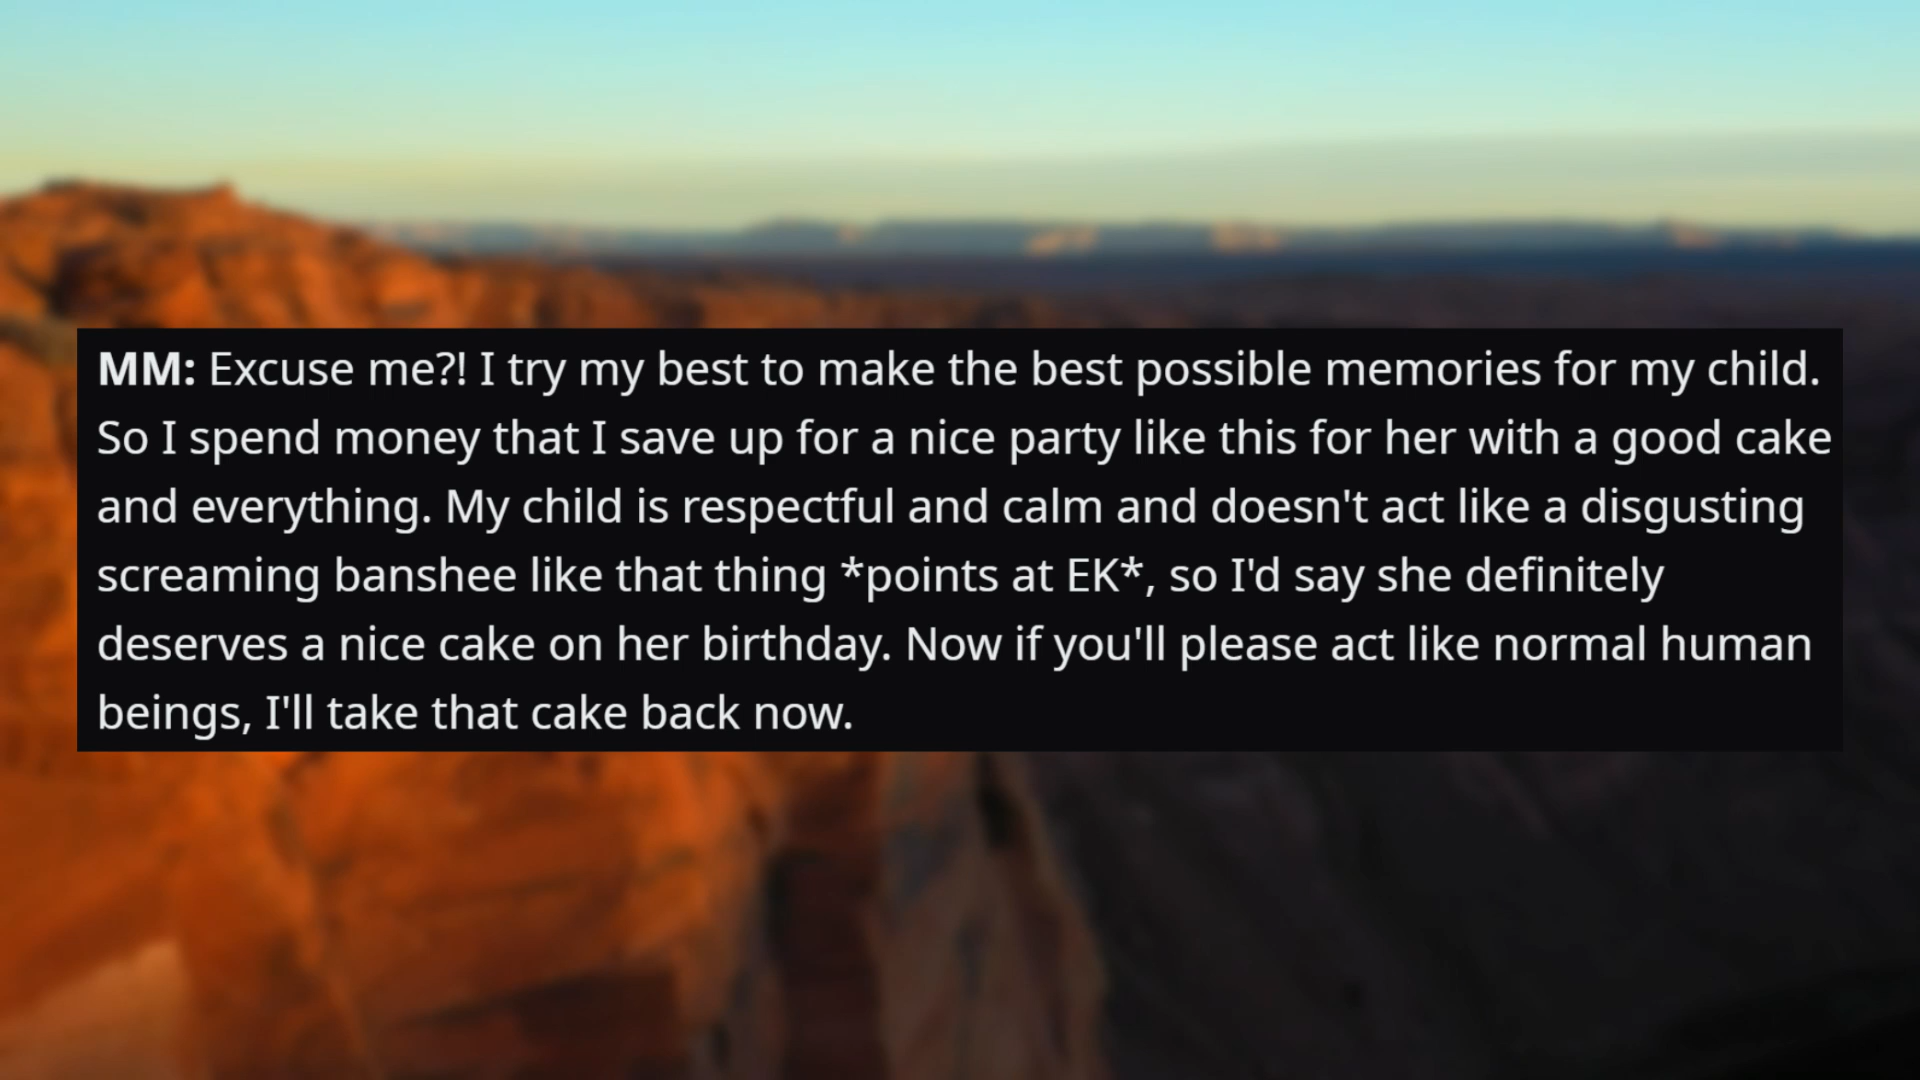 MM: Excuse me?! I try my best to make the best possible memories for my child.
So I spend money that I save up for a nice party like this for her with a good cake
and everything. My child is respectful and calm and doesn't act like a disgusting
screaming banshee like that thing *points at EK*, so I'd say she definitely
deserves a nice cake on her birthday. Now if you'll please act like normal human
beings, I'll take that cake back now.